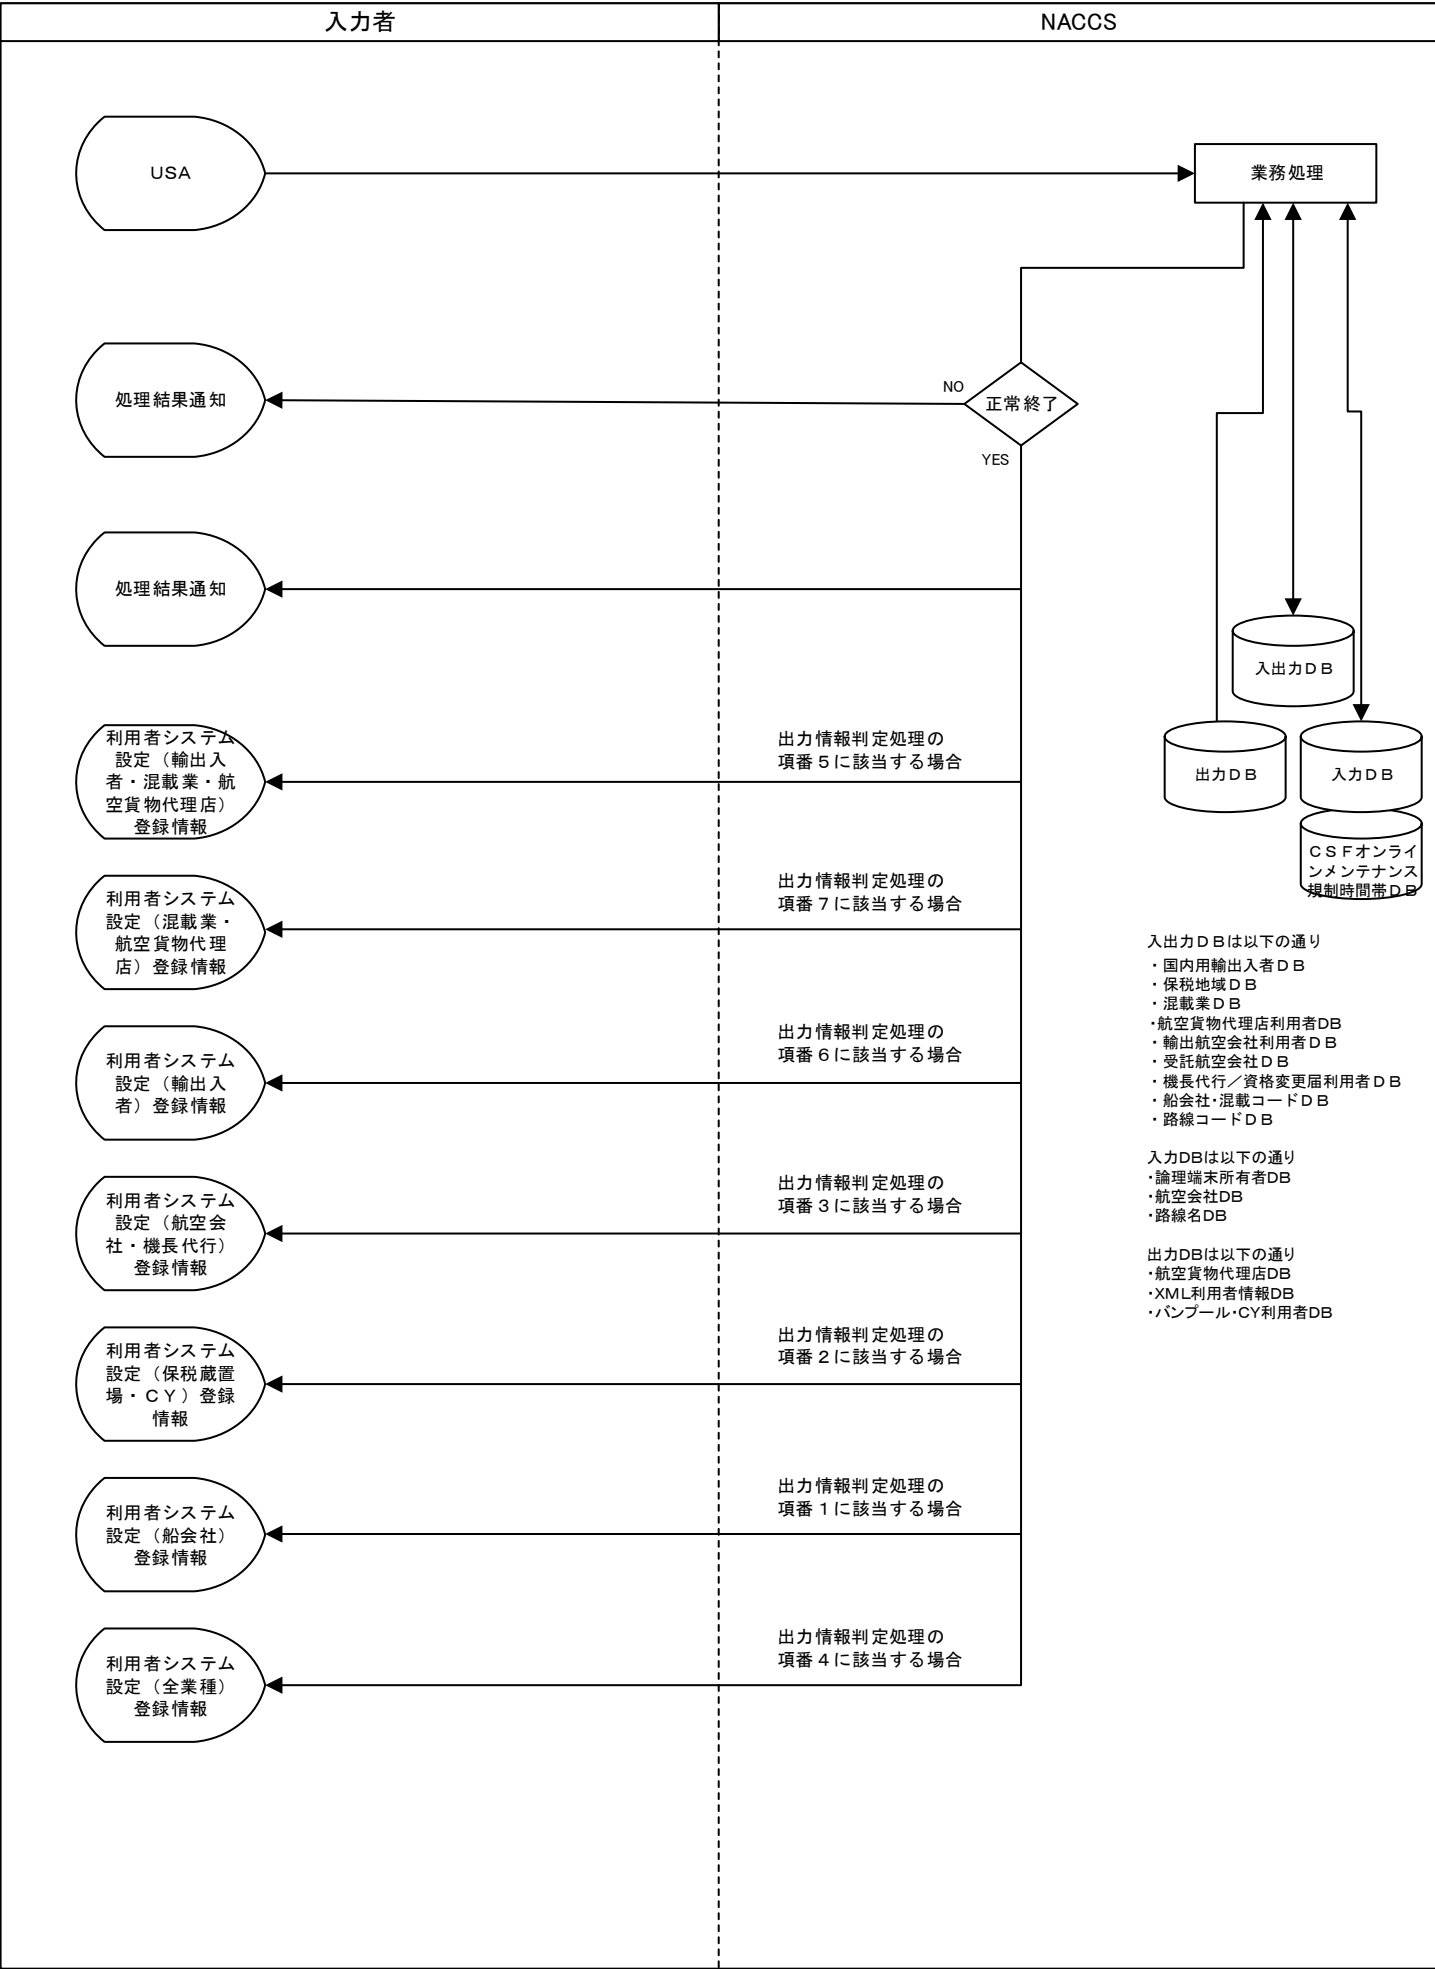 入力者
NACCS
USA
業務処理
処理結果通知
NO
正常終了
YES
処理結果通知
入出力ＤＢ
出力ＤＢ
入力ＤＢ
ＣＳＦオンライ
ンメンテナンス
規制時間帯ＤＢ
利用者システム
設定（輸出入
者・混載業・航
空貨物代理店）
登録情報
出力情報判定処理の
項番５に該当する場合
利用者システム
設定（混載業・
航空貨物代理
店）登録情報
出力情報判定処理の
項番７に該当する場合
利用者システム
設定（輸出入
者）登録情報
出力情報判定処理の
項番６に該当する場合
利用者システム
設定（航空会
社・機長代行）
登録情報
出力情報判定処理の
項番３に該当する場合
利用者システム
設定（保税蔵置
場・ＣＹ）登録
情報
出力情報判定処理の
項番２に該当する場合
利用者システム
設定（船会社）
登録情報
出力情報判定処理の
項番１に該当する場合
利用者システム
設定（全業種）
登録情報
出力情報判定処理の
項番４に該当する場合
入出力ＤＢは以下の通り
・国内用輸出入者ＤＢ
・保税地域ＤＢ
・混載業ＤＢ
・航空貨物代理店利用者DB
・輸出航空会社利用者ＤＢ
・受託航空会社ＤＢ
・機長代行／資格変更届利用者ＤＢ
・船会社・混載コードＤＢ
・路線コードＤＢ
入力DBは以下の通り
・論理端末所有者DB
・航空会社DB
・路線名DB
出力DBは以下の通り
・航空貨物代理店DB
・XML利用者情報DB
・バンプール・CY利用者DB